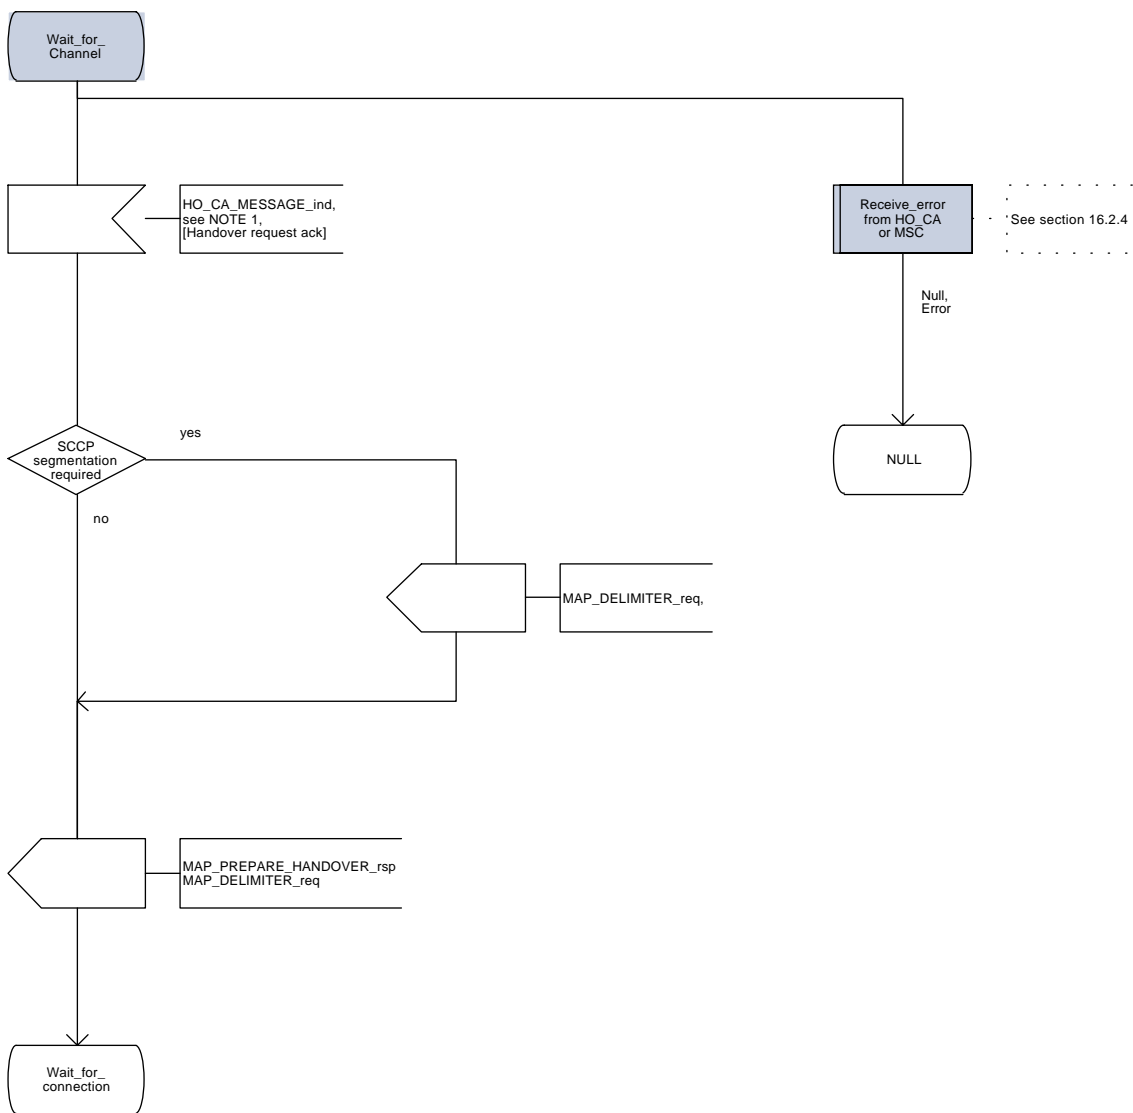 Wait_for_
Channel
HO_CA_MESSAGE_ind,
see NOTE 1,
[Handover request ack]
Receive_error
from HO_CA
or MSC
See section 16.2.4
Null,
Error
SCCP
segmentation
required
yes
no
NULL
MAP_DELIMITER_req,
MAP_PREPARE_HANDOVER_rsp
MAP_DELIMITER_req
Wait_for_
connection